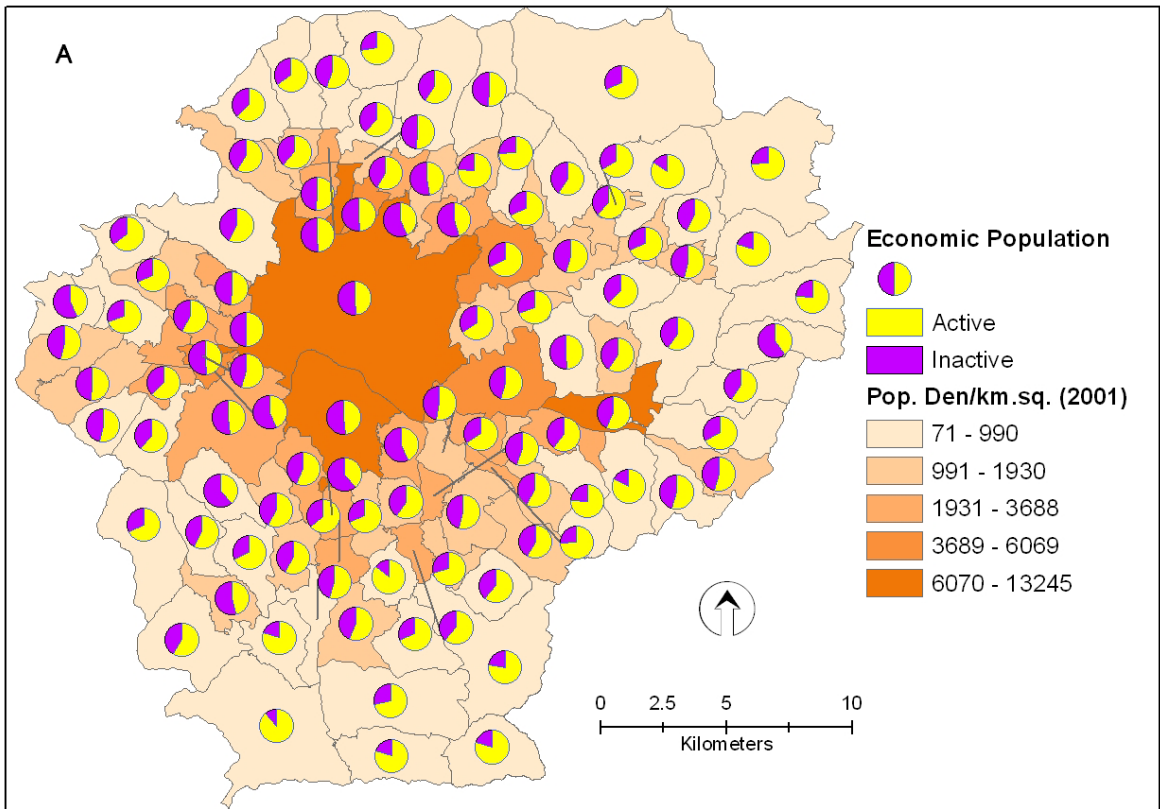 A
Economic Population
Active
Inactive
Pop. Den/km.sq. (2001)
71 - 990
991 - 1930
1931 - 3688
3689 - 6069
6070 - 13245
0 2.5 5 10
Kilometers